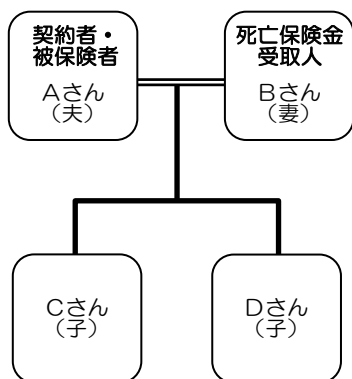 契約者・
被保険者
Aさん
（夫）
死亡保険金
受取人
Bさん
（妻）
Cさん
（子）
Dさん
（子）